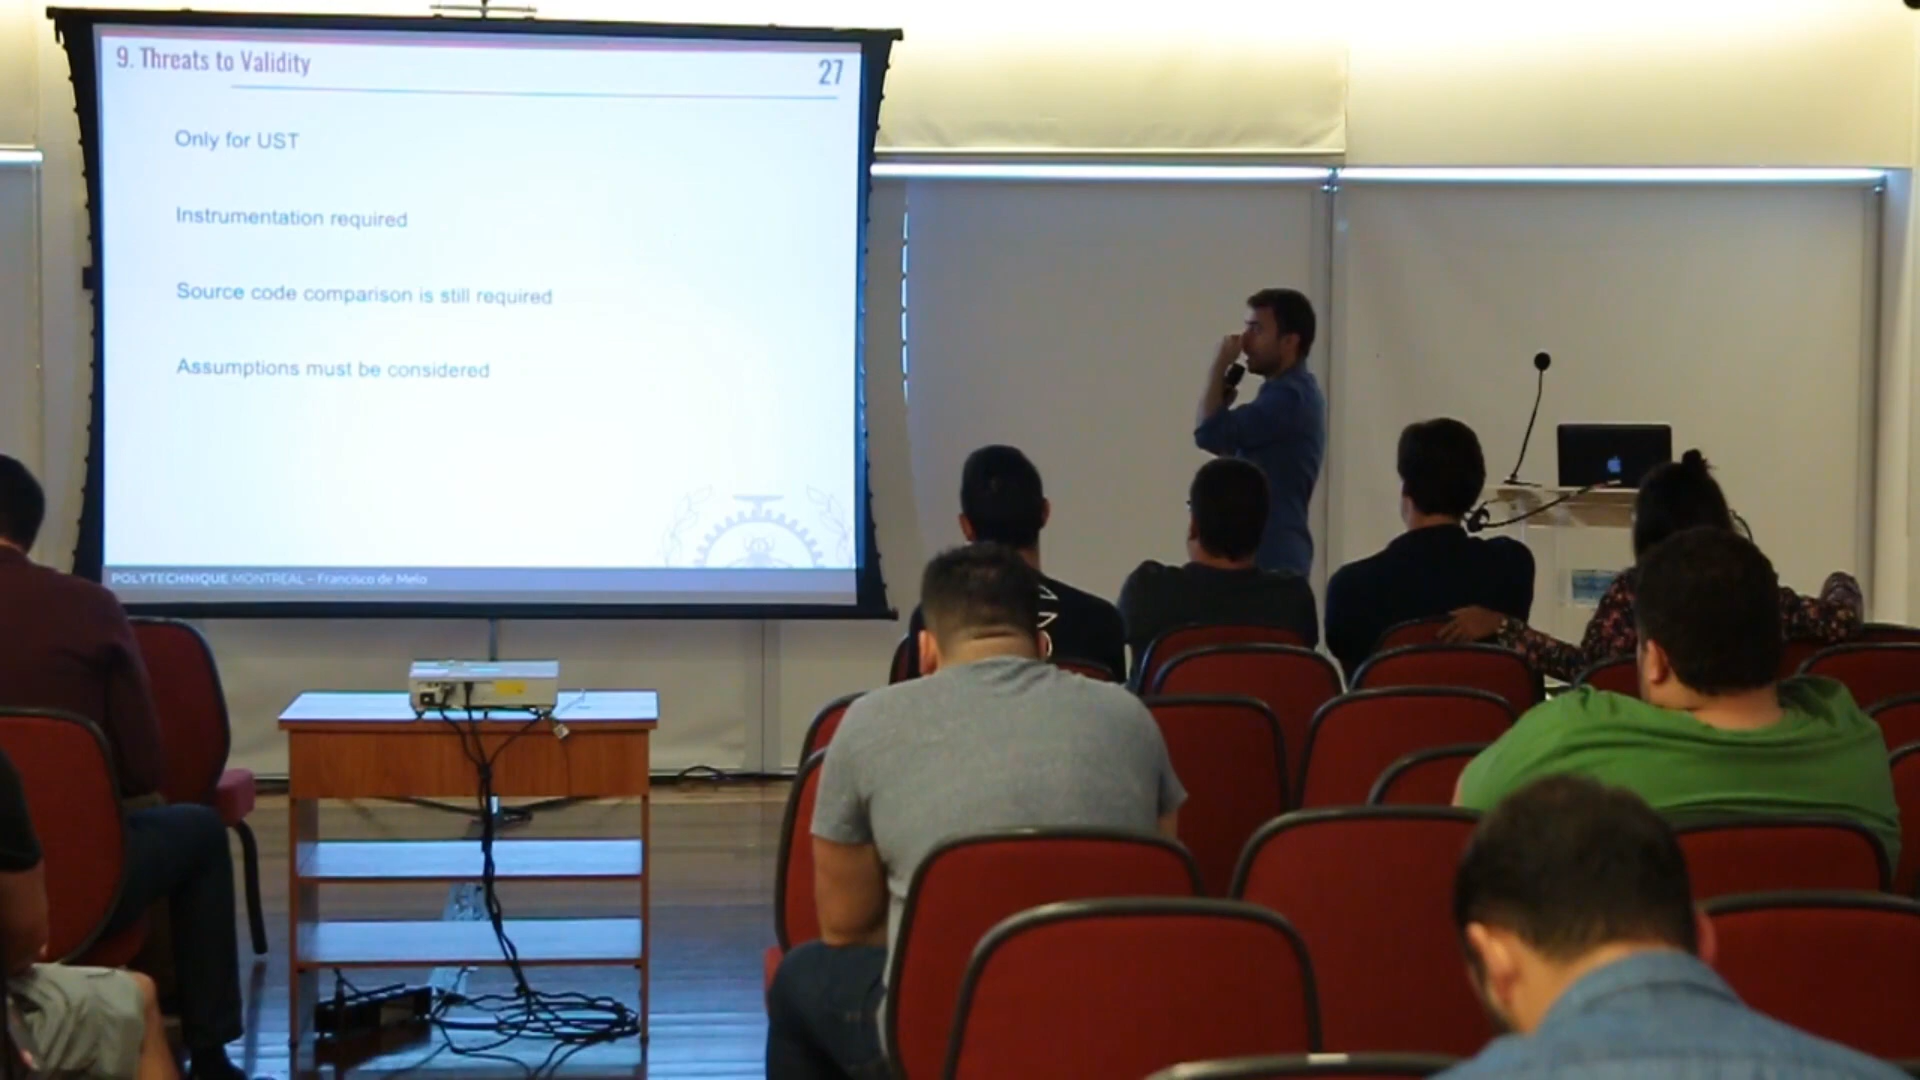 9. Threats to Validity
27
Only for UST
Instrumentation required
Source code comparison is still required
Assumptions must be considered
POLYTECHNIQUE MONTREAL – Francisco de Melo